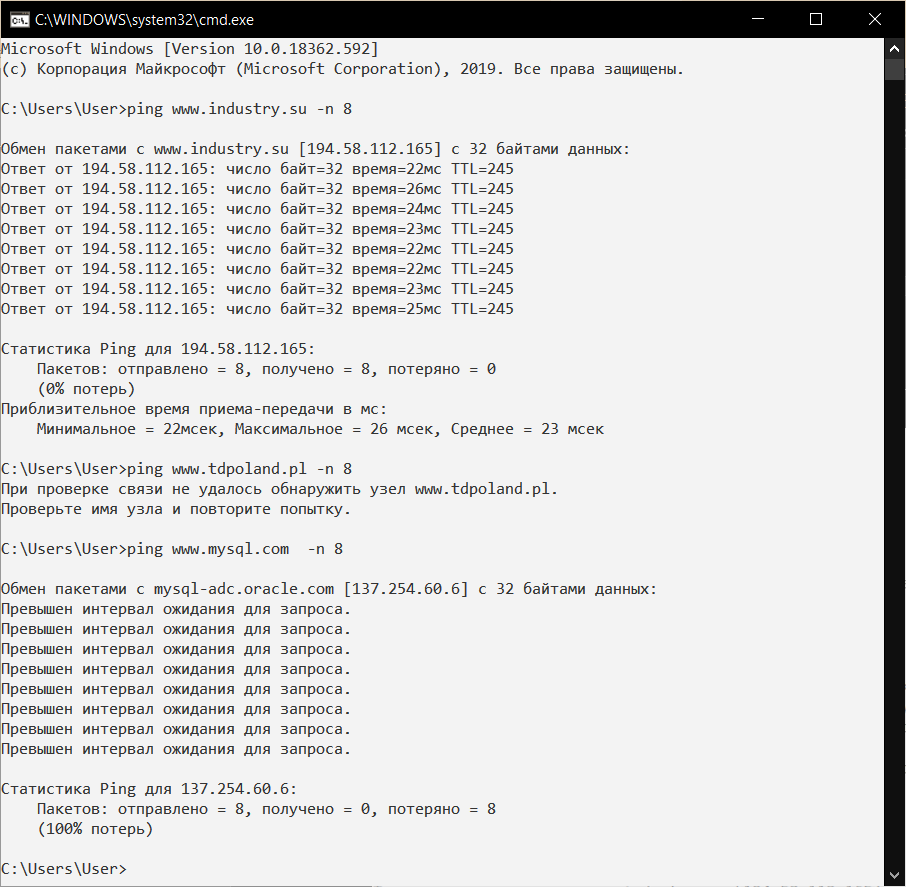 C:\WINDOWS\system32\cmd.exe
Microsoft Windows [Version 10.0.18362.592]
(c) Корпорация Майкрософт (Microsoft Corporation), 2019. Все права защищены.
C:\Users\User>ping www.industry.su -n 8
Обмен пакетами с www.industry.su [194.58.112.165] с 32 байтами данных:
Ответ от 194.58.112.165: число байт=32 время=22мс TTL=245
Ответ от 194.58.112.165: число байт=32 время=26мс TTL=245
Ответ от 194.58.112.165: число байт=32 время=24мс TTL=245
Ответ от 194.58.112.165: число байт=32 время=23мс TTL=245
Ответ от 194.58.112.165: число байт=32 время=22мс TTL=245
Ответ от 194.58.112.165: число байт=32 время=22мс TTL=245
Ответ от 194.58.112.165: число байт=32 время=23мс TTL=245
Ответ от 194.58.112.165: число байт=32 время=25мс TTL=245
Статистика Ping для 194.58.112.165:
    Пакетов: отправлено = 8, получено = 8, потеряно = 0
    (0% потерь)
Приблизительное время приема-передачи в мс:
    Минимальное = 22мсек, Максимальное = 26 мсек, Среднее = 23 мсек
C:\Users\User>ping www.tdpoland.pl -n 8
При проверке связи не удалось обнаружить узел www.tdpoland.pl.
Проверьте имя узла и повторите попытку.
C:\Users\User>ping www.mysql.com  -n 8
Обмен пакетами с mysql-adc.oracle.com [137.254.60.6] с 32 байтами данных:
Превышен интервал ожидания для запроса.
Превышен интервал ожидания для запроса.
Превышен интервал ожидания для запроса.
Превышен интервал ожидания для запроса.
Превышен интервал ожидания для запроса.
Превышен интервал ожидания для запроса.
Превышен интервал ожидания для запроса.
Превышен интервал ожидания для запроса.
Статистика Ping для 137.254.60.6:
    Пакетов: отправлено = 8, получено = 0, потеряно = 8
    (100% потерь)
C:\Users\User>